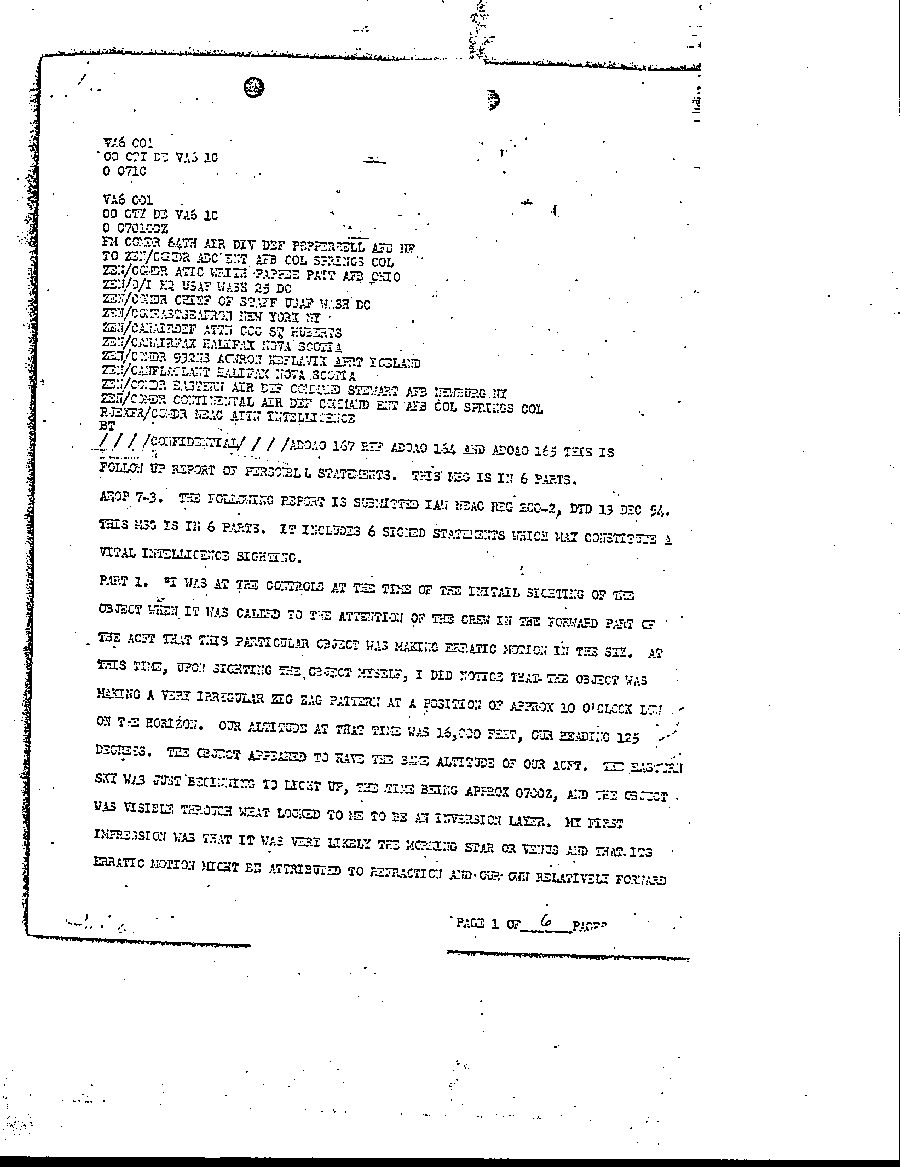 VA6 C01
OO CTY DE VA6 10
O 0710
VA6 C01
OO CTY DE VA6 10
O 070100Z
FM COMDR 64TH AIR DIV DEF PEPPERRELL AFB NF
TO ZEN/COMDR ADC ENT AFB COL SPRINGS COL
ZEN/COMDR ATIC WRITH-PAPPEE PATT AFB OHIO
ZEN/D/I HQ USAF WASH 25 DC
ZEN/COMDR CHIEF OF STAFF USAF WASH DC
ZEN/COMEASTSEAFRON NEW YORK NY
ZEN/CANAIRDEF ATTN COC ST HUBERTS
ZEN/CANAIRFAX HALIFAX NOVA SCOTIA
ZEN/COMDR 932ND ACWRON KEFLAVIK ARPT ICELAND
ZEN/CANFLAGLANT HALIFAX NOVA SCOTIA
ZEN/COMDR EASTERN AIR DEF COMMAND STEWART AFB NEWBURG NY
ZEN/COMDR CONTINENTAL AIR DEF COMMAND ENT AFB COL SPRINGS COL
RJEXFR/COMDR NEAC ATTN INTELLIGENCE
BT
////CONFIDENTIAL////ADOAO 167 REF ADOAO 164 AND ADOAO 165 THIS IS
FOLLOW UP REPORT OF PERSOELL STATEMENTS. THIS MSG IS IN 6 PARTS.
AROP 7-3. THE FOLLOWING REPORT IS SUBMITTED IAW NEAC REG 200-2, DTD 13 DEC 54.
THIS MSG IS IN 6 PARTS. IT INCLUDES 6 SIGNED STATEMENTS WHICH MAY CONSTITUTE A
VITAL INTELLIGENCE SIGHTING.
PART 1. "I WAS AT THE CONTROLS AT THE TIME OF THE INITAIL SIGHTING OF THE
OBJECT WHEN IT WAS CALLED TO THE ATTENTION OF THE CREW IN THE FORWARD PART OF
THE ACFT THAT THIS PARTICULAR OBJECT WAS MAKING ERRATIC MOTION IN THE SKY. AT
THIS TIME, UPON SIGHTING THE OBJECT MYSELF, I DID NOTICE THAT THE OBJECT WAS
MAKING A VERY IRREGULAR ZIG ZAG PATTERN AT A POSITION OF APPROX 10 O'CLOCK LOW
ON THE HORIZON. OUR ALTITUDE AT THAT TIME WAS 16,000 FEET, OUR HEADING 125
DEGREES. THE OBJECT APPEARED TO HAVE THE SAME ALTITUDE OF OUR ACFT. THE EASTERN
SKY WAS JUST BEGINNING TO LIGHT UP, THE TIME BEING APPROX 0700Z, AND THE OBJECT
WAS VISIBLE THROUGH WHAT LOOKED TO ME TO BE AN INVERSION LAYER. MY FIRST
IMPRESSION WAS THAT IT WAS VERY LIKELY THE MORNING STAR OR VENUS AND THAT ITS
ERRATIC MOTION MIGHT BE ATTRIBUTED TO REFRACTION AND OUR OWN RELATIVELY FORWARD
PAGE 1 OF 6 PAGES